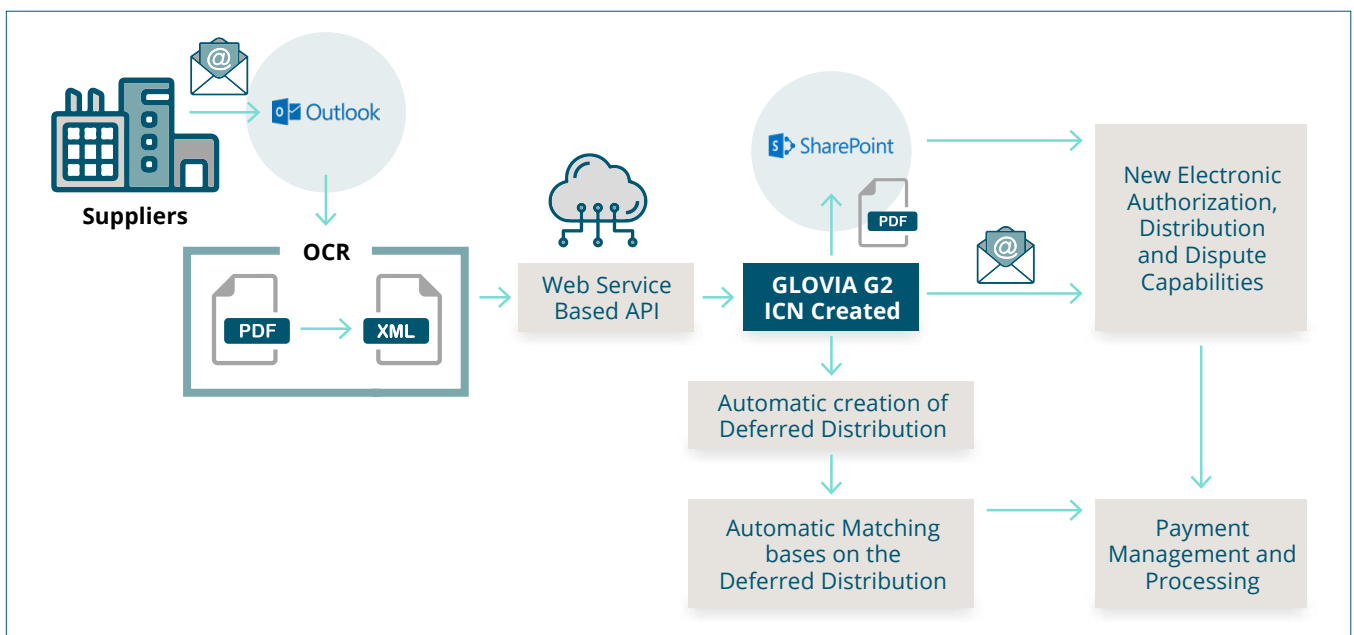 @
Outlook
Suppliers
OCR
PDF
XML
Web Service
Based API
S
SharePoint
PDF
GLOVIA G2
ICN Created
@
New Electronic
Authorization,
Distribution
and Dispute
Capabilities
Automatic creation of
Deferred Distribution
Automatic Matching
bases on the
Deferred Distribution
Payment
Management and
Processing